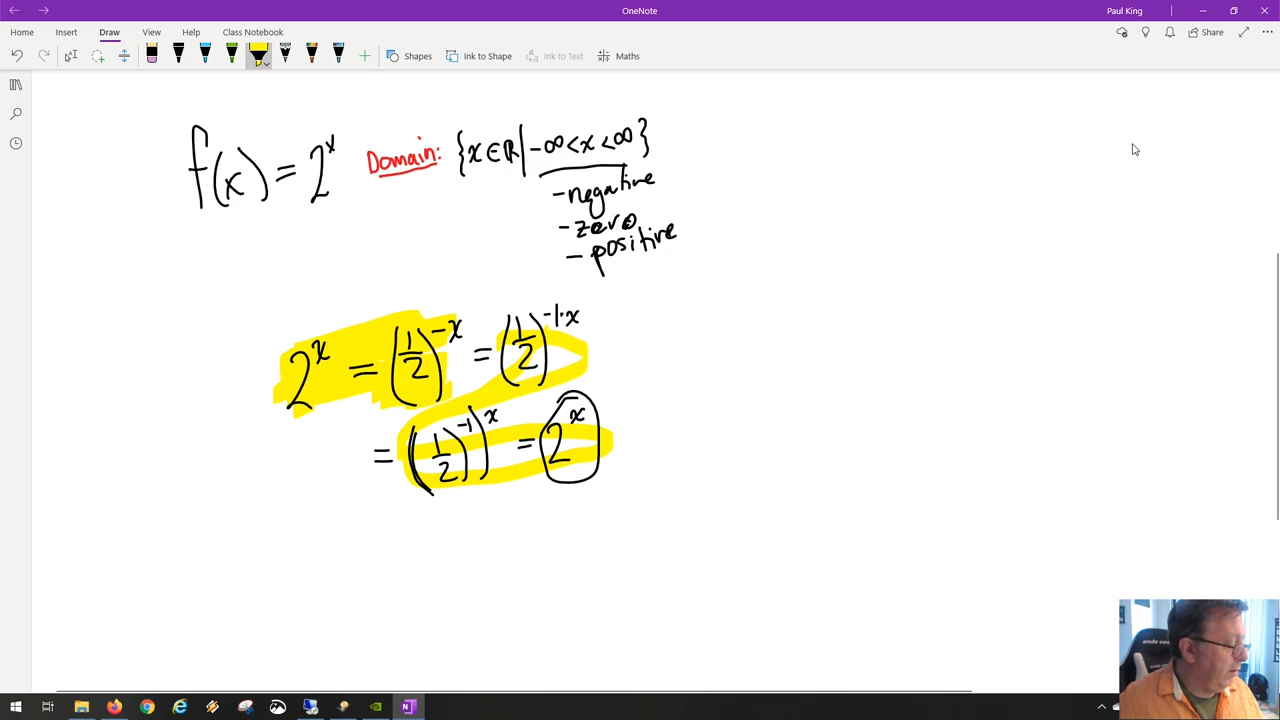 OneNote
Paul King
Home Insert Draw View Help Class Notebook
Share
Shapes Ink to Shape Ink to Text Maths
f(x) = 2^x Domain: {x ∈ ℝ | -∞ < x < ∞}
- negative
- zero
- positive
2^x = (1/2)^{-x} = (1/2)^{-1·x}
= ((1/2)^{-1})^x = 2^x